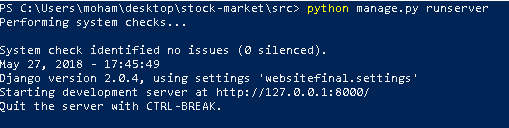 PS C:\Users\moham\desktop\stock-market\src> python manage.py runserver
Performing system checks...
System check identified no issues (0 silenced).
May 27, 2018 - 17:45:49
Django version 2.0.4, using settings 'websitefinal.settings'
Starting development server at http://127.0.0.1:8000/
Quit the server with CTRL-BREAK.